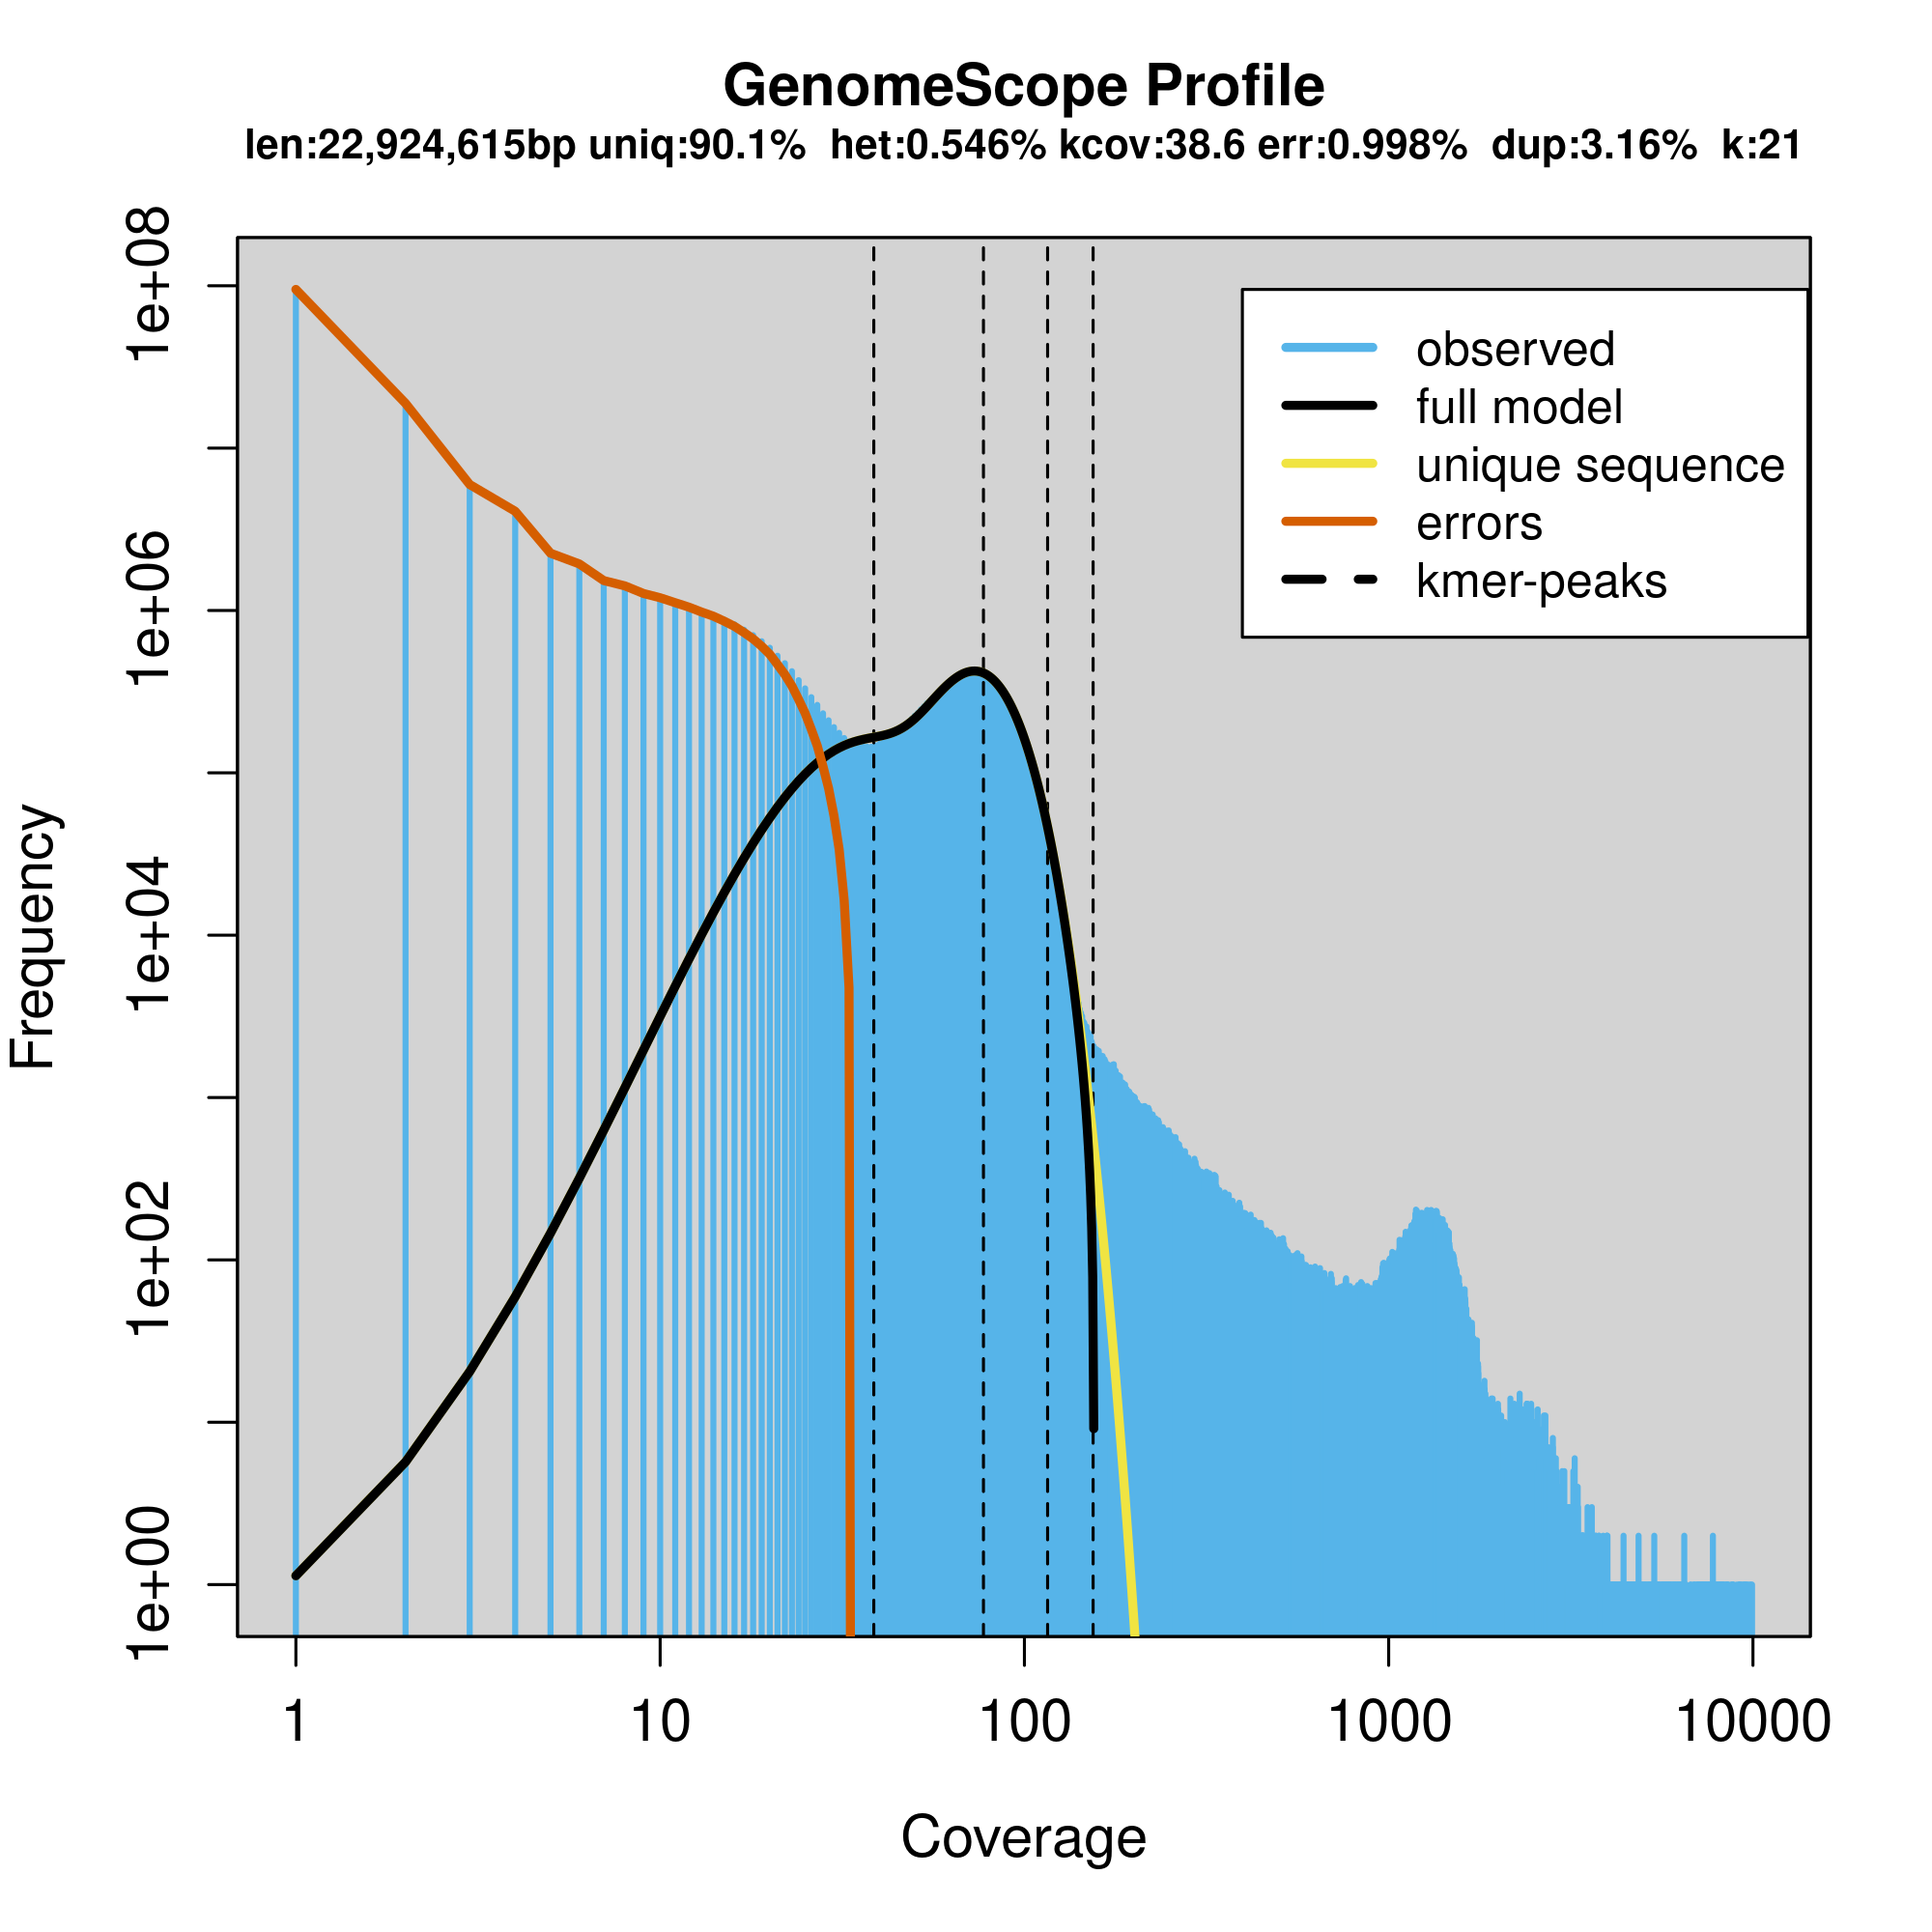 GenomeScope Profile
len:22,924,615bp uniq:90.1% het:0.546% kcov:38.6 err:0.998% dup:3.16% k:21
1e+08
1e+06
1e+04
1e+02
1e+00
Frequency
observed
full model
unique sequence
errors
kmer-peaks
1 10 100 1000 10000
Coverage